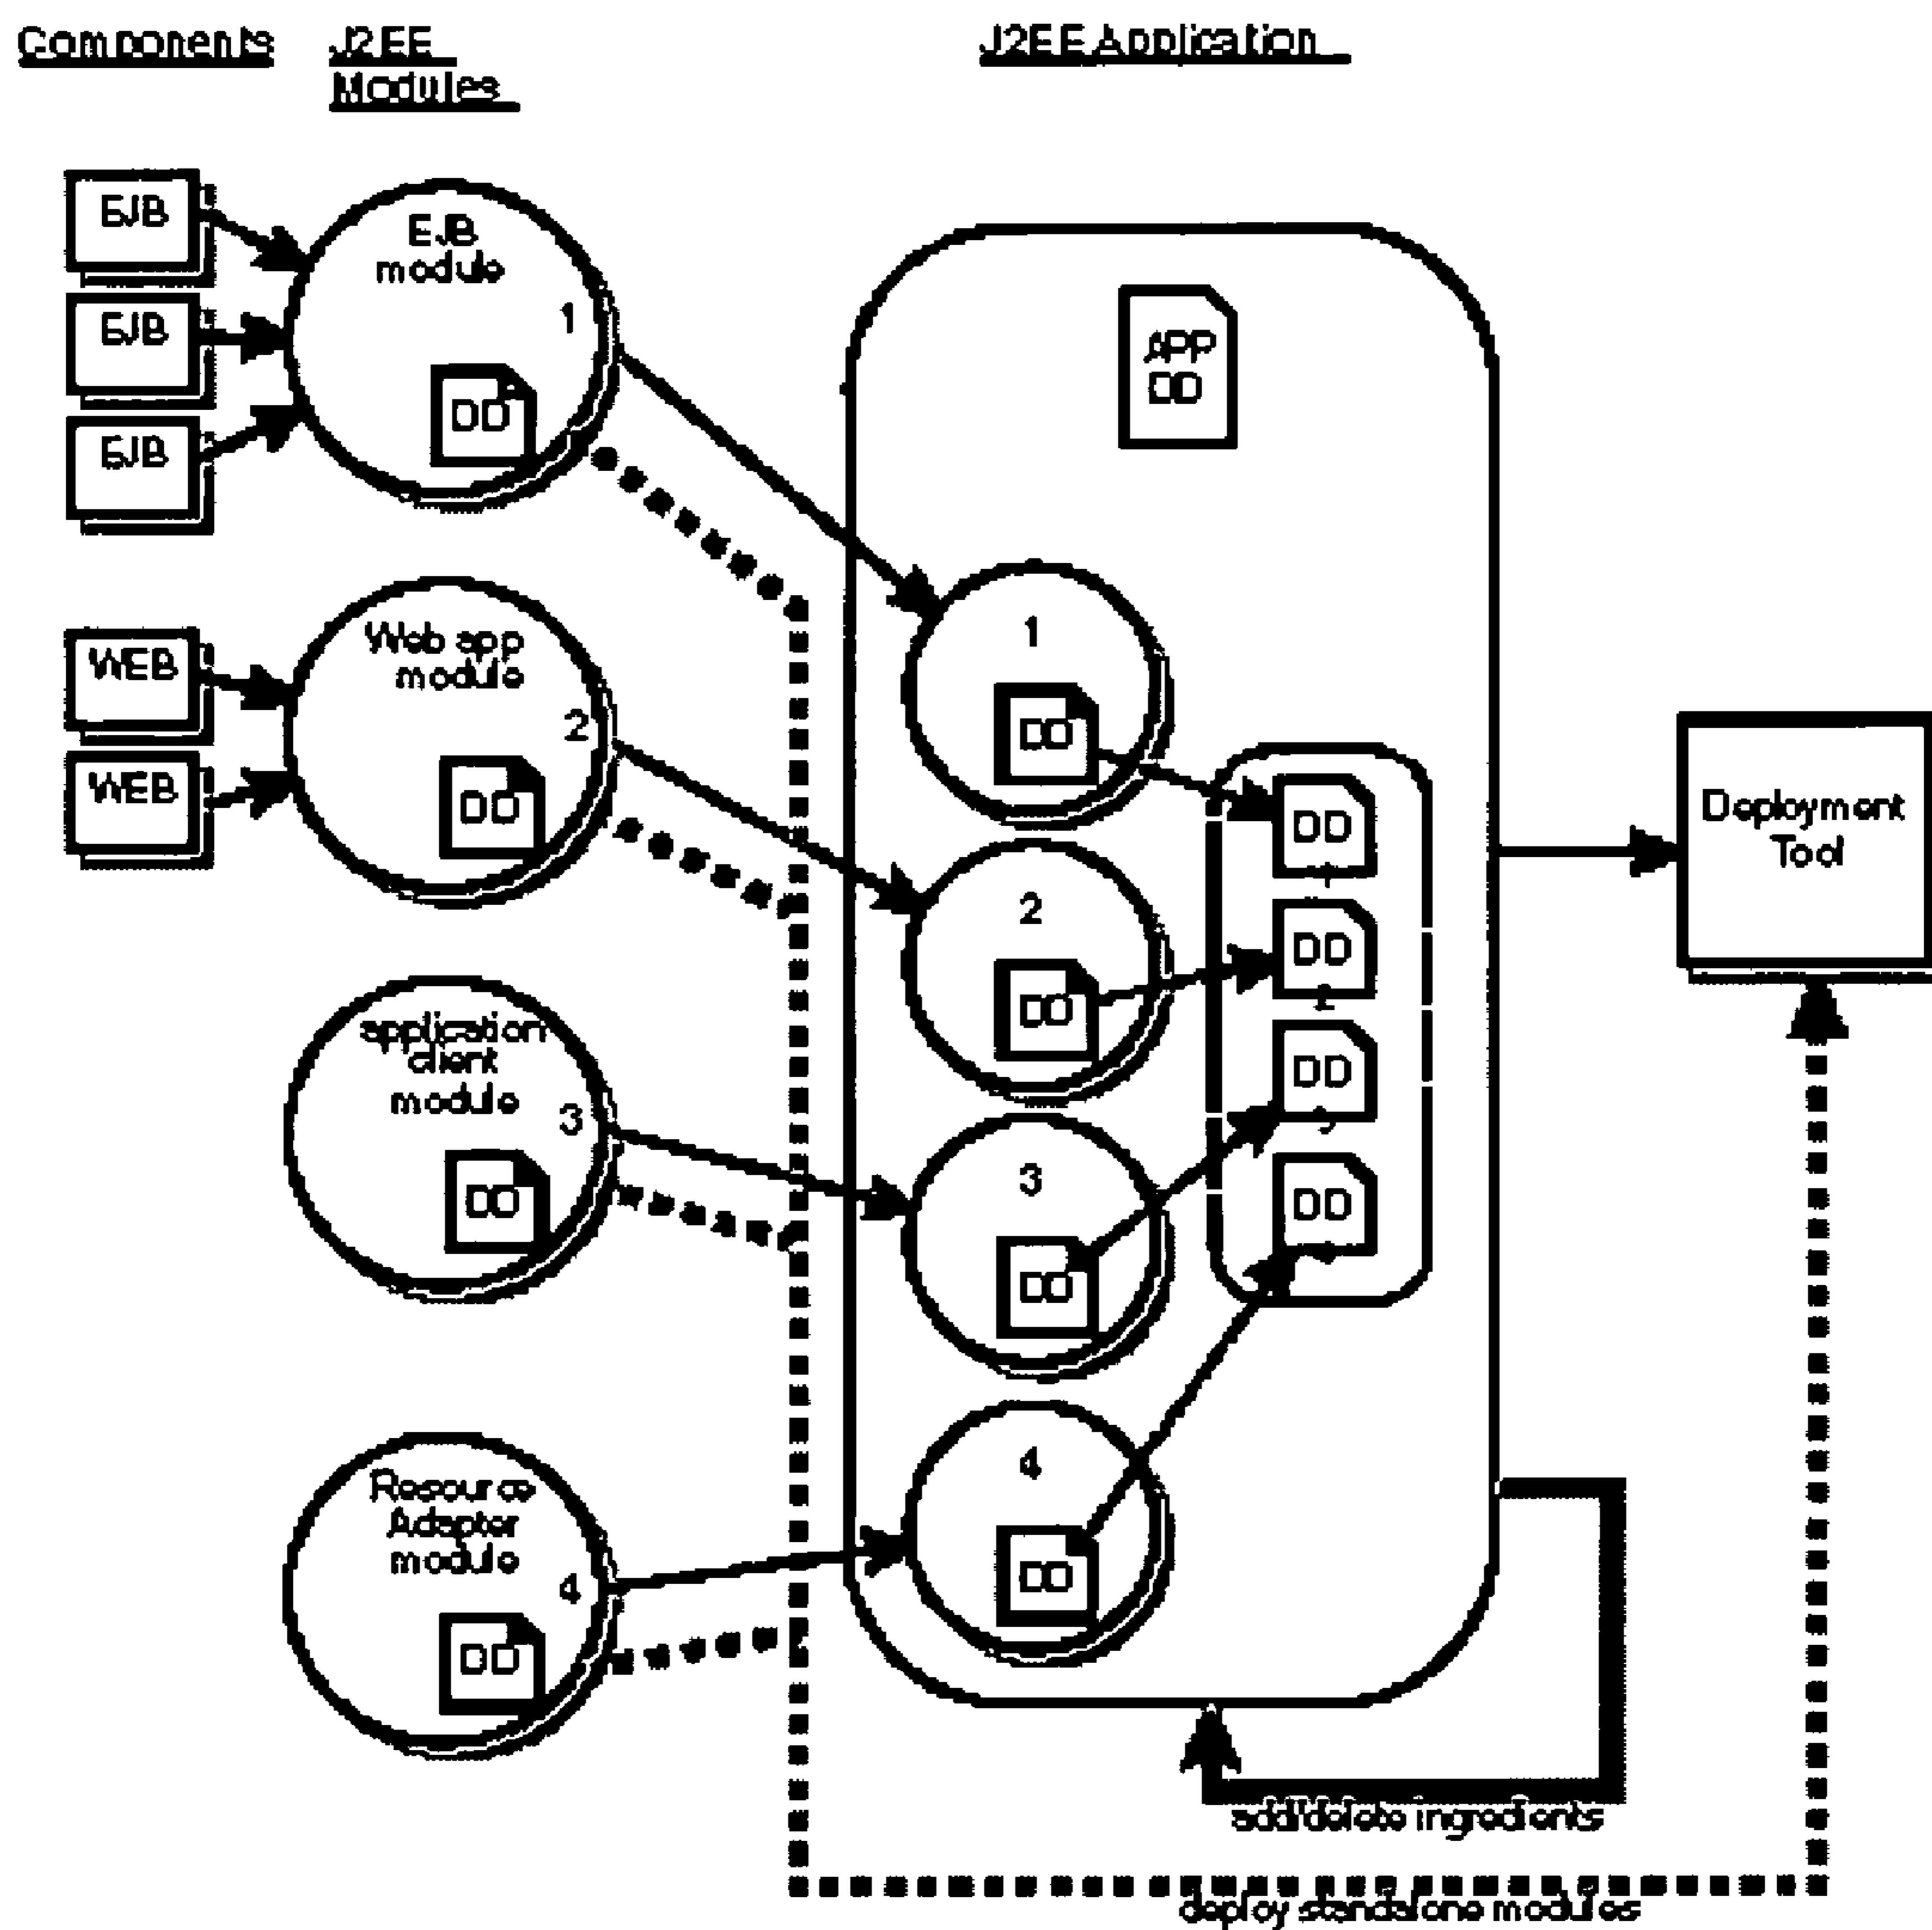 Components
J2EE
Modules
J2EE Application
EJB
EJB
EJB
EJB
module
1
DD
WEB
WEB
Web app
module
2
DD
application
client
module
3
DD
Resource
Adapter
module
4
DD
APP
DD
1
DD
2
DD
3
DD
4
DD
DD
DD
DD
DD
Deployment
Tool
add/delete ingredients
deploy standalone modules